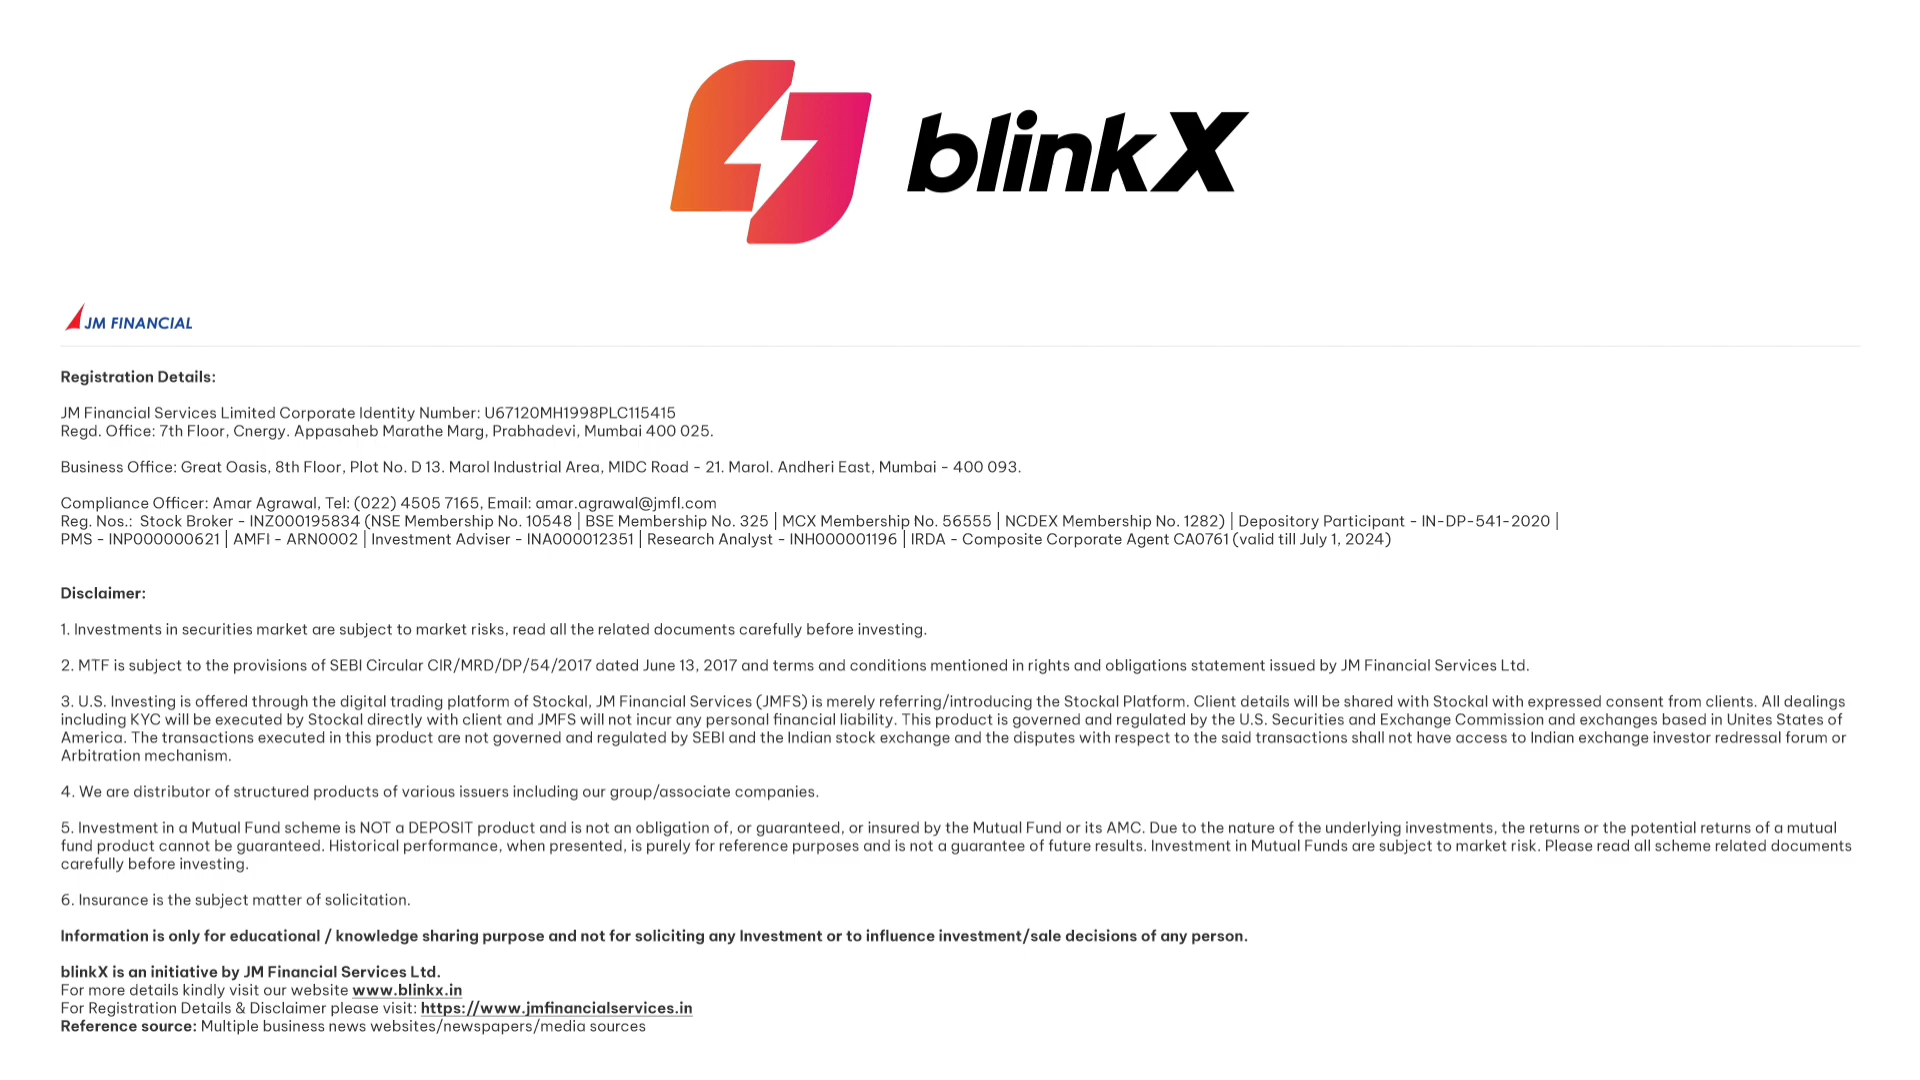 blinkX
JM FINANCIAL
Registration Details:
JM Financial Services Limited Corporate Identity Number: U67120MH1998PLC115415
Regd. Office: 7th Floor, Cnergy. Appasaheb Marathe Marg, Prabhadevi, Mumbai 400 025.
Business Office: Great Oasis, 8th Floor, Plot No. D 13. Marol Industrial Area, MIDC Road - 21. Marol. Andheri East, Mumbai - 400 093.
Compliance Officer: Amar Agrawal, Tel: (022) 4505 7165, Email: amar.agrawal@jmfl.com
Reg. Nos.: Stock Broker - INZ000195834 (NSE Membership No. 10548 | BSE Membership No. 325 | MCX Membership No. 56555 | NCDEX Membership No. 1282) | Depository Participant - IN-DP-541-2020 |
PMS - INP000000621 | AMFI - ARN0002 | Investment Adviser - INA000012351 | Research Analyst - INH000001196 | IRDA - Composite Corporate Agent CA0761 (valid till July 1, 2024)
Disclaimer:
1. Investments in securities market are subject to market risks, read all the related documents carefully before investing.
2. MTF is subject to the provisions of SEBI Circular CIR/MRD/DP/54/2017 dated June 13, 2017 and terms and conditions mentioned in rights and obligations statement issued by JM Financial Services Ltd.
3. U.S. Investing is offered through the digital trading platform of Stockal, JM Financial Services (JMFS) is merely referring/introducing the Stockal Platform. Client details will be shared with Stockal with expressed consent from clients. All dealings
including KYC will be executed by Stockal directly with client and JMFS will not incur any personal financial liability. This product is governed and regulated by the U.S. Securities and Exchange Commission and exchanges based in Unites States of
America. The transactions executed in this product are not governed and regulated by SEBI and the Indian stock exchange and the disputes with respect to the said transactions shall not have access to Indian exchange investor redressal forum or
Arbitration mechanism.
4. We are distributor of structured products of various issuers including our group/associate companies.
5. Investment in a Mutual Fund scheme is NOT a DEPOSIT product and is not an obligation of, or guaranteed, or insured by the Mutual Fund or its AMC. Due to the nature of the underlying investments, the returns or the potential returns of a mutual
fund product cannot be guaranteed. Historical performance, when presented, is purely for reference purposes and is not a guarantee of future results. Investment in Mutual Funds are subject to market risk. Please read all scheme related documents
carefully before investing.
6. Insurance is the subject matter of solicitation.
Information is only for educational / knowledge sharing purpose and not for soliciting any Investment or to influence investment/sale decisions of any person.
blinkX is an initiative by JM Financial Services Ltd.
For more details kindly visit our website www.blinkx.in
For Registration Details & Disclaimer please visit: https://www.jmfinancialservices.in
Reference source: Multiple business news websites/newspapers/media sources